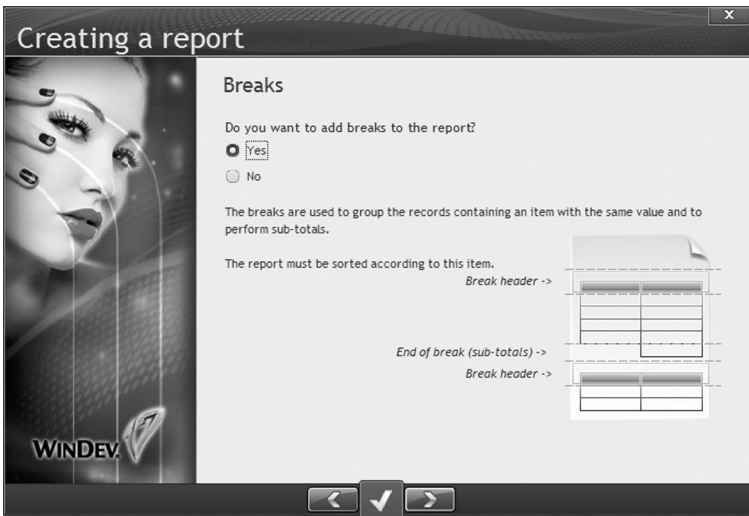 X
Creating a report
Breaks
Do you want to add breaks to the report?
Yes
No
The breaks are used to group the records containing an item with the same value and to
perform sub-totals.
The report must be sorted according to this item.
Break header ->
End of break (sub-totals) ->
Break header ->
WINDEV.